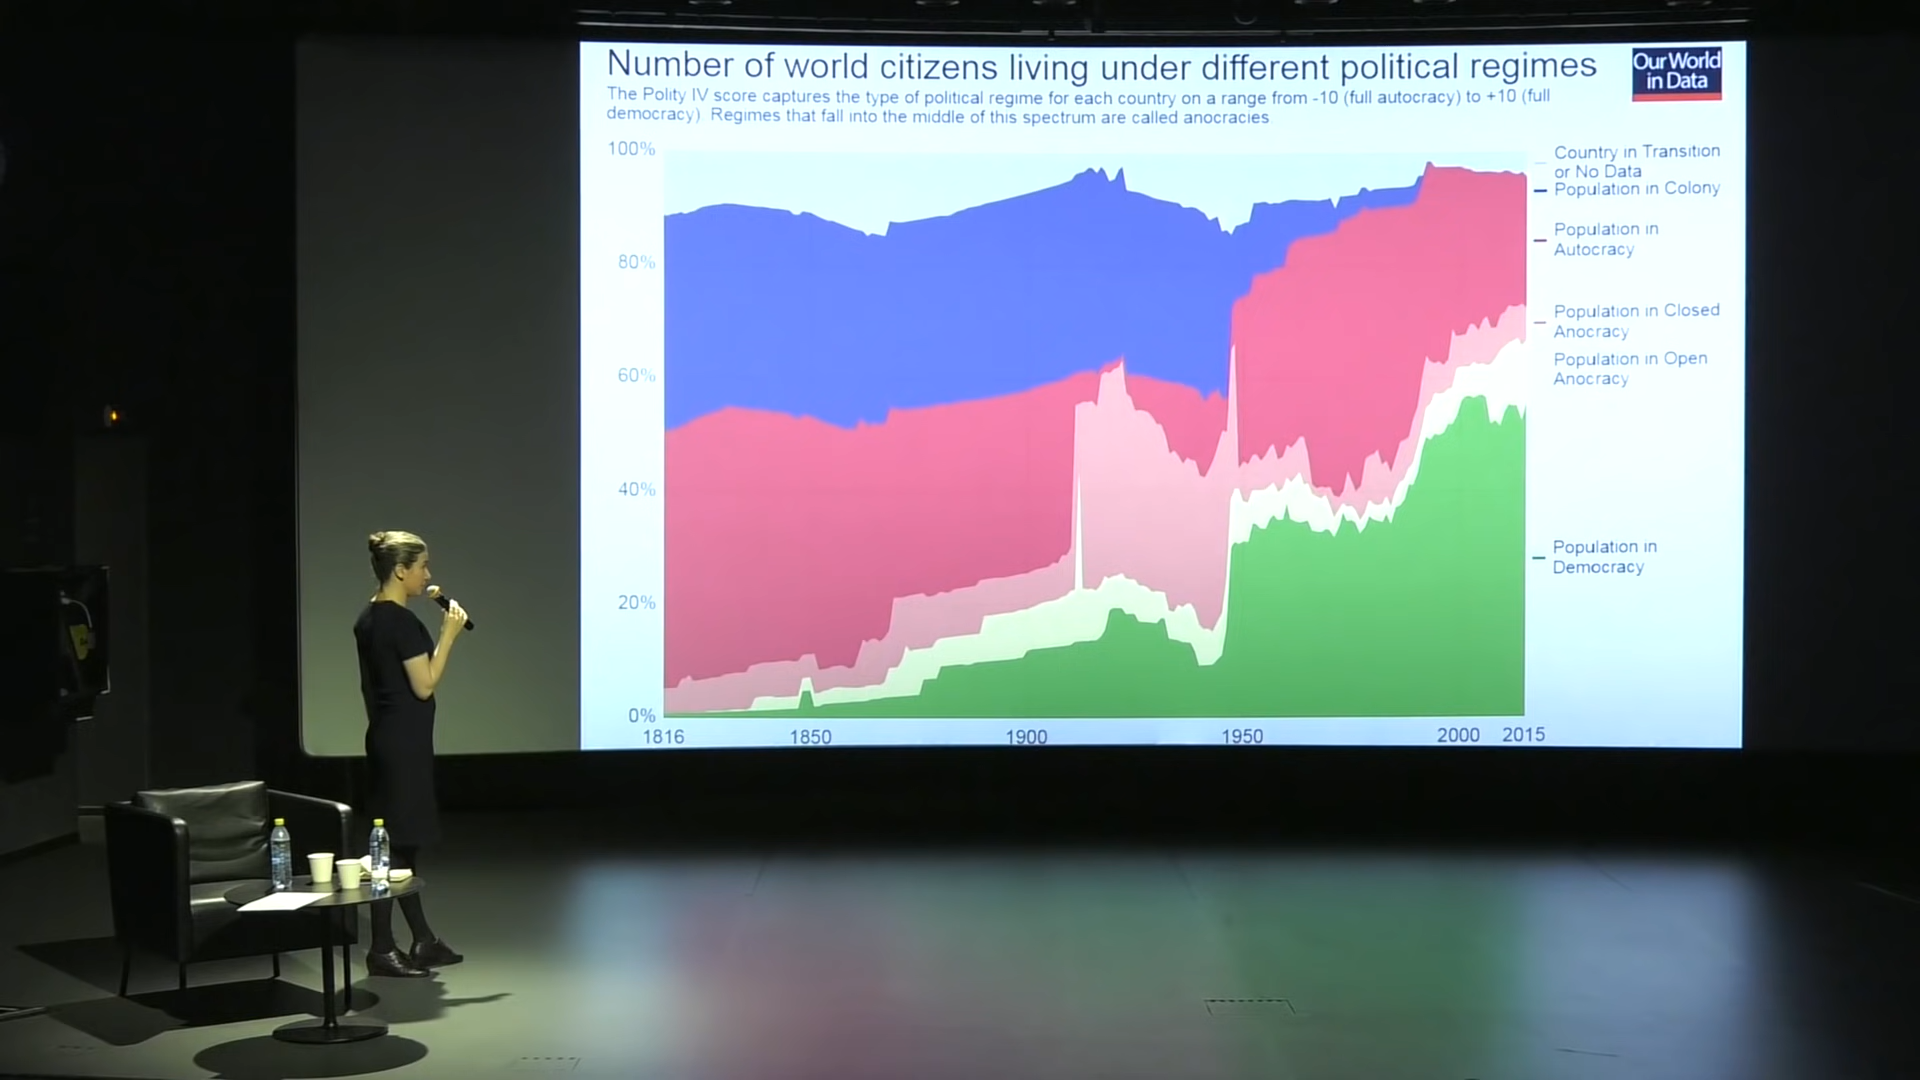 Number of world citizens living under different political regimes
Our World
in Data
The Polity IV score captures the type of political regime for each country on a range from -10 (full autocracy) to +10 (full
democracy) Regimes that fall into the middle of this spectrum are called anocracies
100%
80%
60%
40%
20%
0%
1816
1850
1900
1950
2000
2015
Country in Transition
or No Data
Population in Colony
Population in
Autocracy
Population in Closed
Anocracy
Population in Open
Anocracy
Population in
Democracy